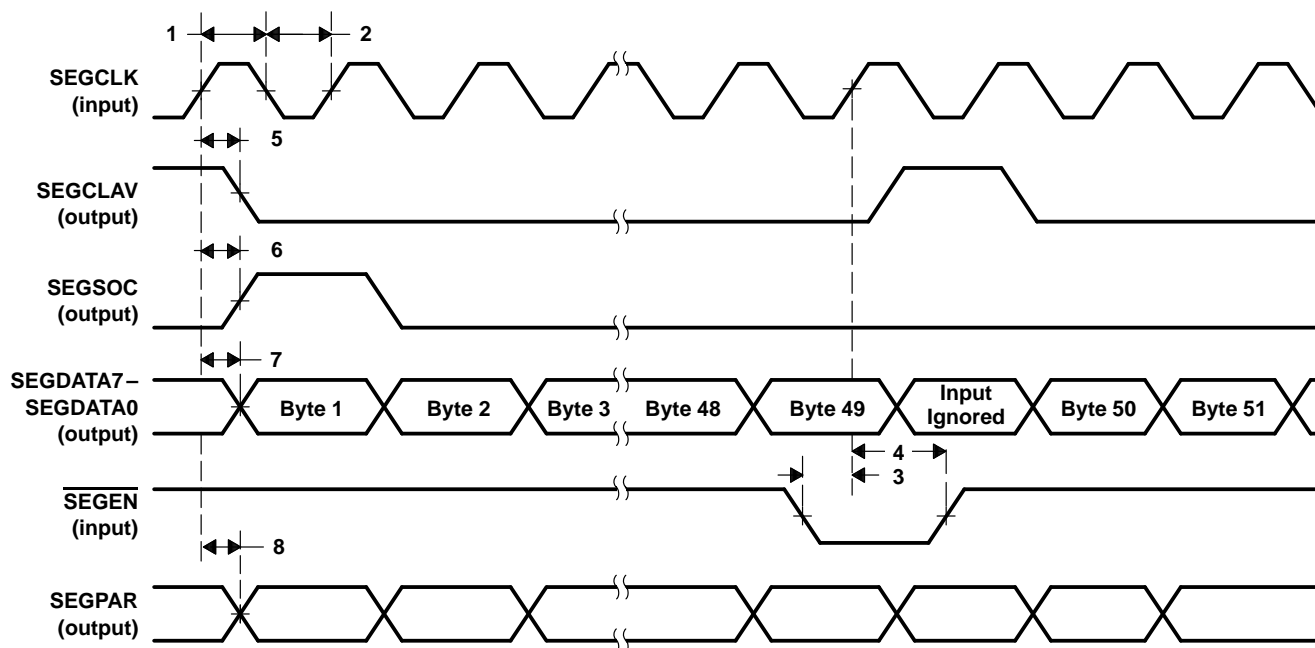 1
2
SEGCLK
(input)
5
SEGCLAV
(output)
6
SEGSOC
(output)
7
SEGDATA7–
SEGDATA0
(output)
Byte 1
Byte 2
Byte 3
Byte 48
Byte 49
Input
Ignored
Byte 50
Byte 51
4
3
SEGEN
(input)
8
SEGPAR
(output)